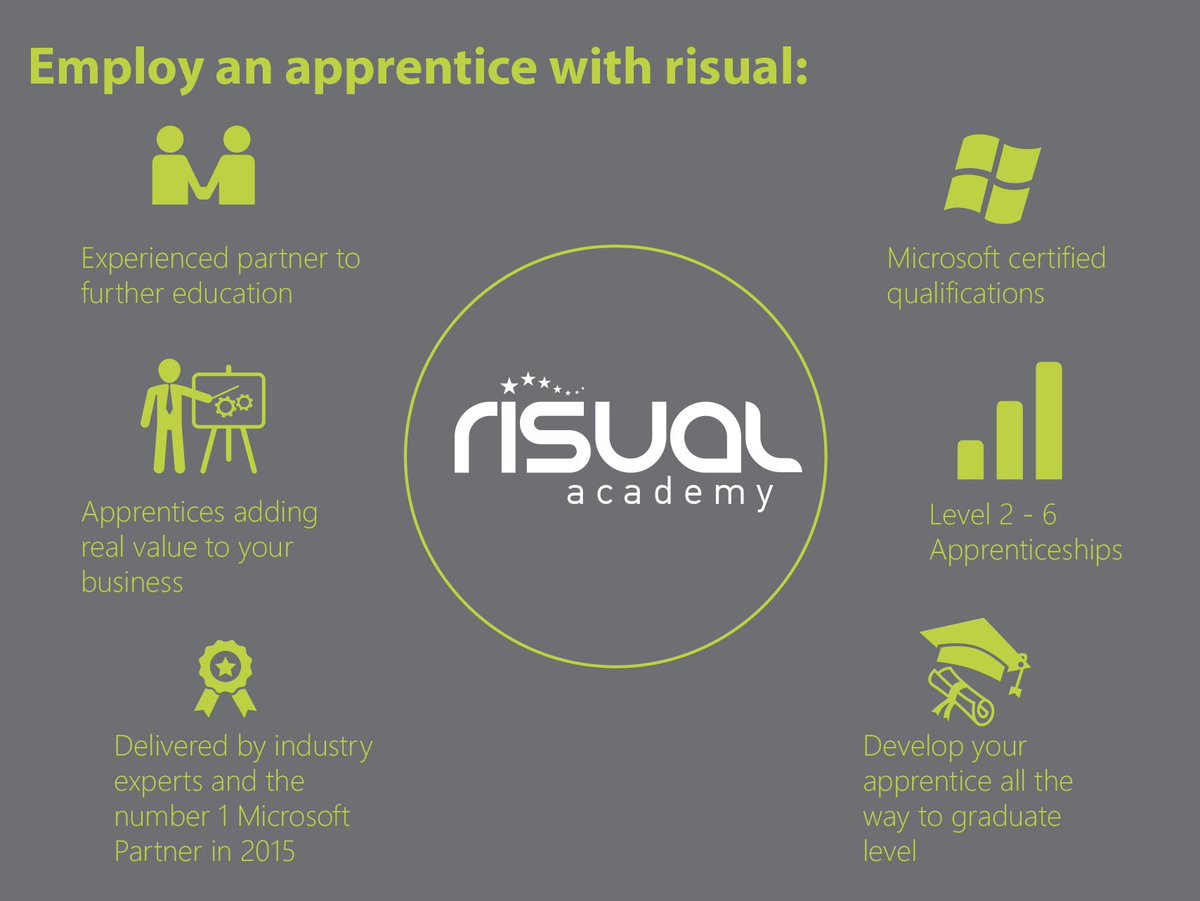 Employ an apprentice with risual:
Experienced partner to
further education
Apprentices adding
real value to your
business
Delivered by industry
experts and the
number 1 Microsoft
Partner in 2015
risual
academy
Microsoft certified
qualifications
Level 2 - 6
Apprenticeships
Develop your
apprentice all the
way to graduate
level